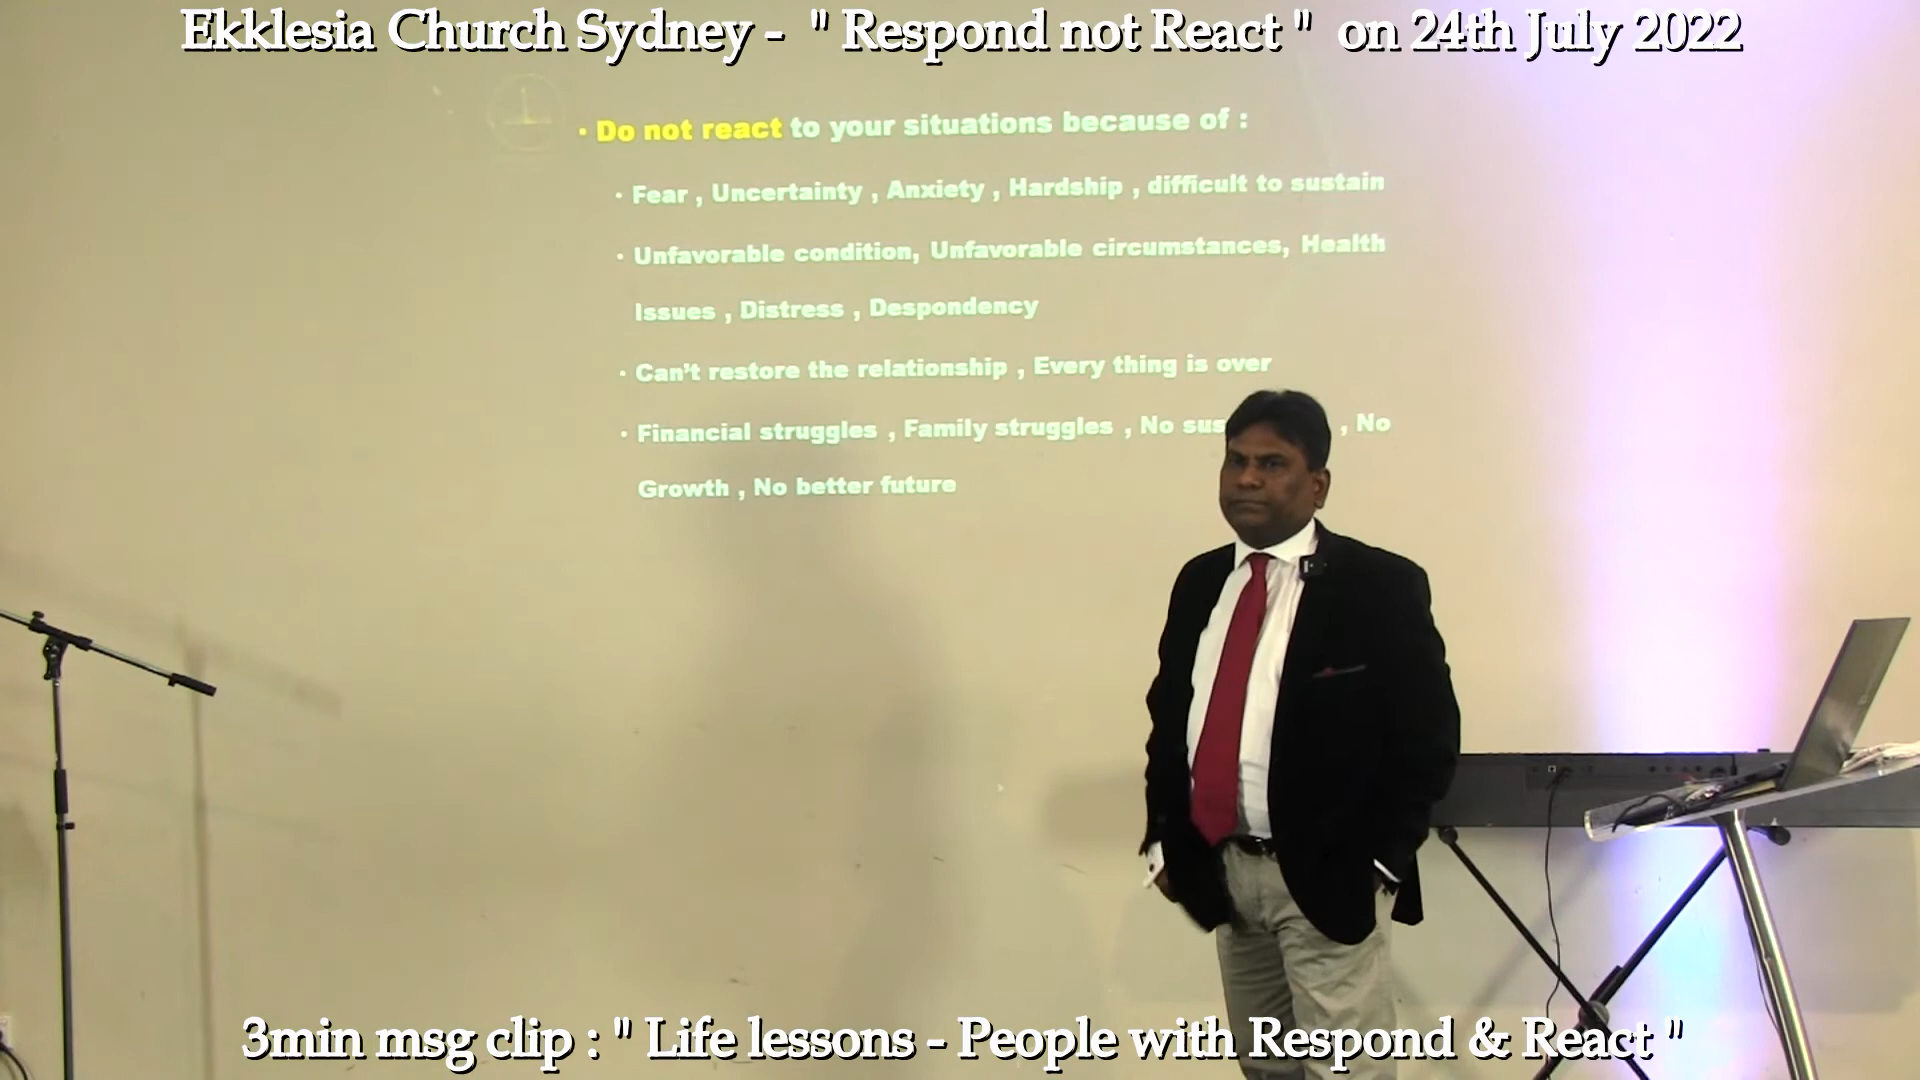 Ekklesia Church Sydney - " Respond not React " on 24th July 2022
• Do not react to your situations because of :
• Fear , Uncertainty , Anxiety , Hardship , difficult to sustain
• Unfavorable condition, Unfavorable circumstances, Health
Issues , Distress , Despondency
• Can't restore the relationship , Every thing is over
• Financial struggles , Family struggles , No , No
Growth , No better future
3min msg clip : " Life lessons - People with Respond & React "